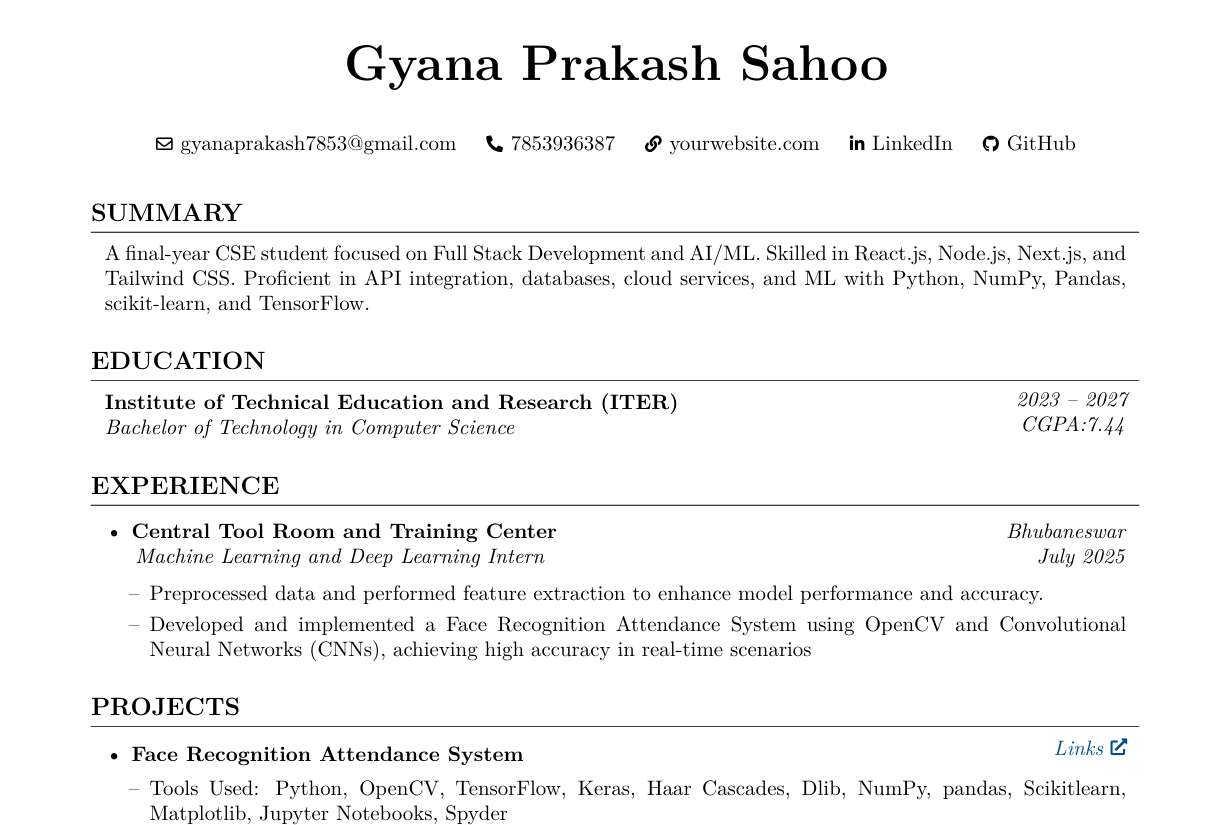 Gyana Prakash Sahoo
gyanaprakash7853@gmail.com 7853936387 yourwebsite.com LinkedIn GitHub
SUMMARY
A final-year CSE student focused on Full Stack Development and AI/ML. Skilled in React.js, Node.js, Next.js, and
Tailwind CSS. Proficient in API integration, databases, cloud services, and ML with Python, NumPy, Pandas,
scikit-learn, and TensorFlow.
EDUCATION
Institute of Technical Education and Research (ITER) 2023 – 2027
Bachelor of Technology in Computer Science CGPA:7.44
EXPERIENCE
• Central Tool Room and Training Center Bhubaneswar
Machine Learning and Deep Learning Intern July 2025
– Preprocessed data and performed feature extraction to enhance model performance and accuracy.
– Developed and implemented a Face Recognition Attendance System using OpenCV and Convolutional
Neural Networks (CNNs), achieving high accuracy in real-time scenarios
PROJECTS
• Face Recognition Attendance System Links
– Tools Used: Python, OpenCV, TensorFlow, Keras, Haar Cascades, Dlib, NumPy, pandas, Scikitlearn,
Matplotlib, Jupyter Notebooks, Spyder